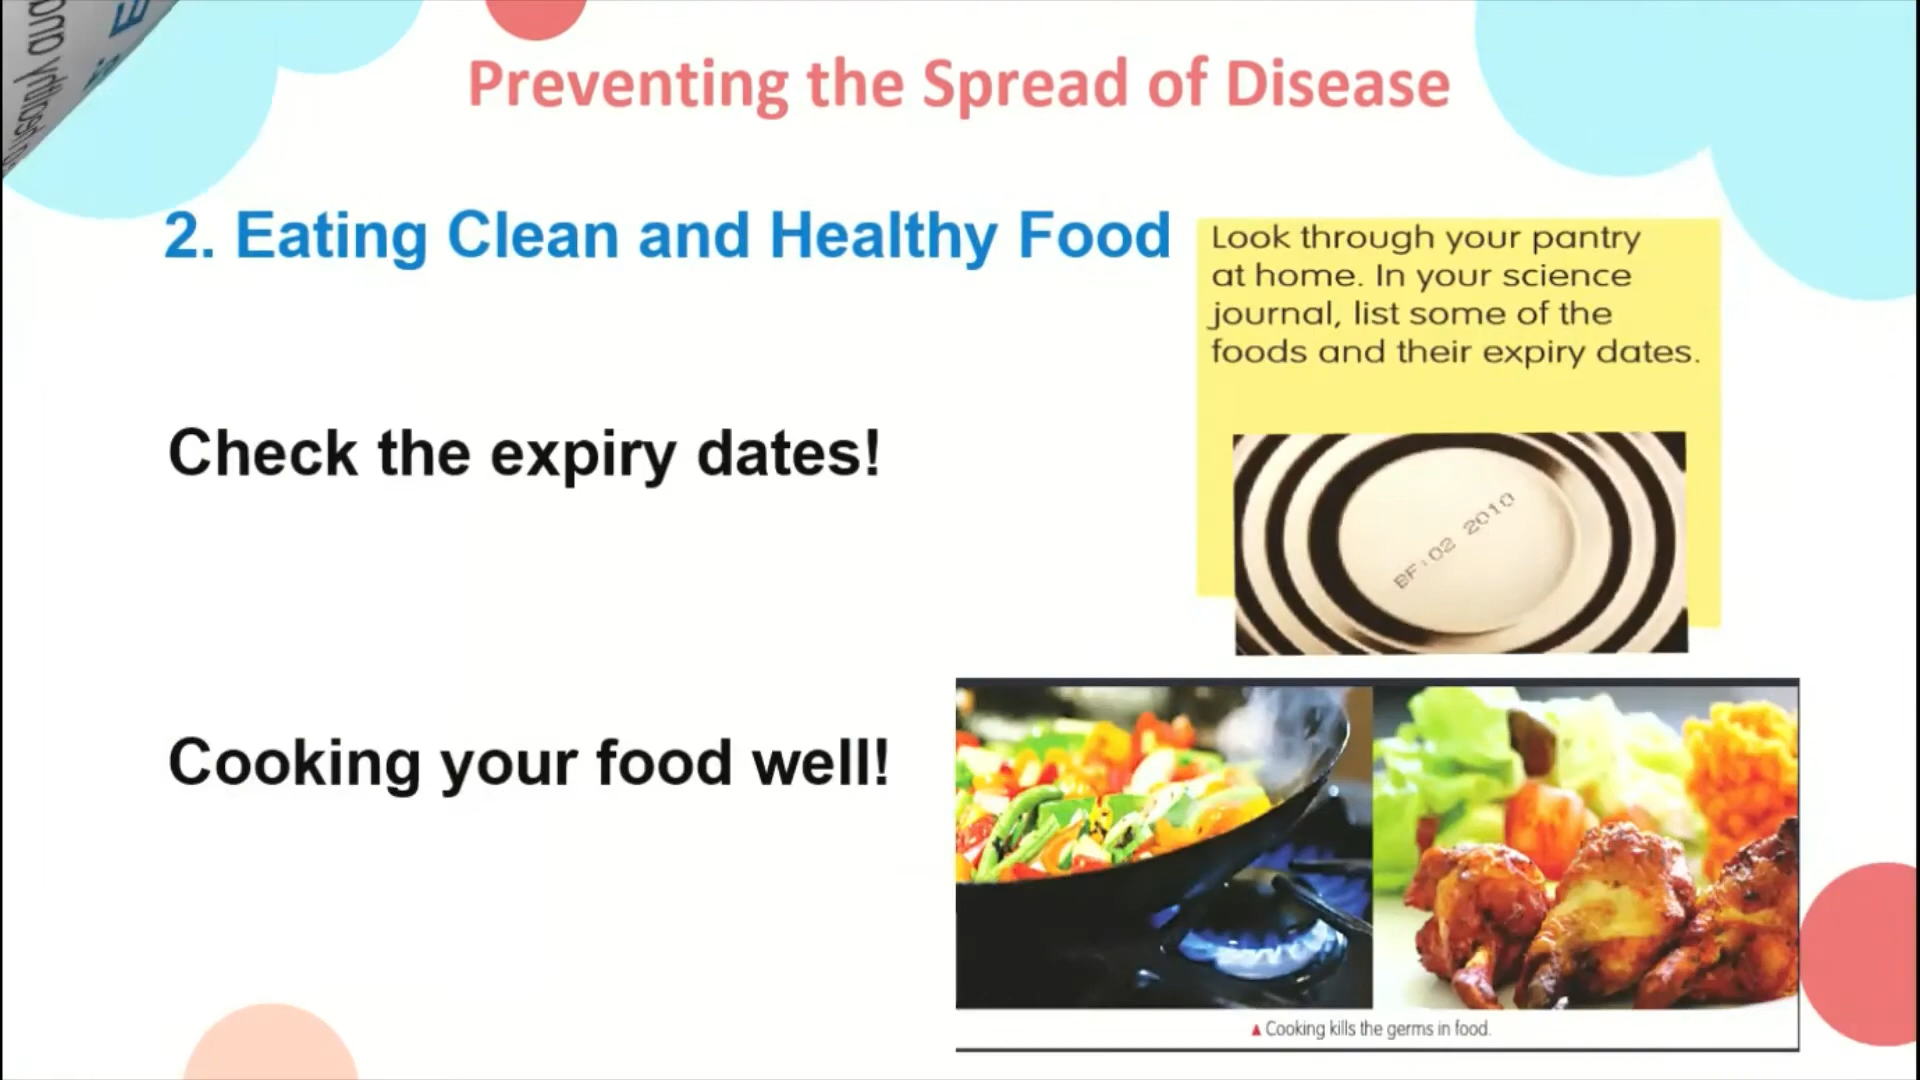 Preventing the Spread of Disease
2. Eating Clean and Healthy Food
Look through your pantry
at home. In your science
journal, list some of the
foods and their expiry dates.
Check the expiry dates!
BF:02 2010
Cooking your food well!
▲ Cooking kills the germs in food.